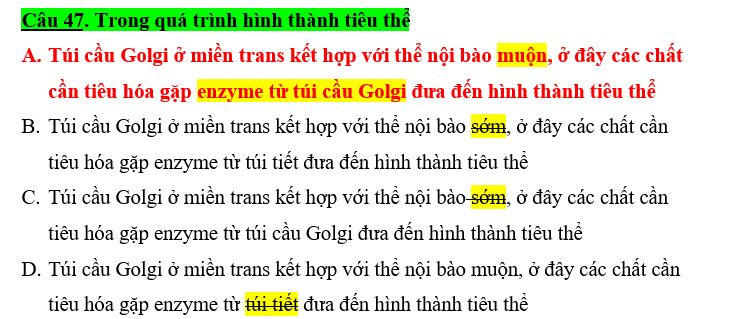 Câu 47. Trong quá trình hình thành tiêu thể
A. Túi cầu Golgi ở miền trans kết hợp với thể nội bào muộn, ở đây các chất
cần tiêu hóa gặp enzyme từ túi cầu Golgi đưa đến hình thành tiêu thể
B. Túi cầu Golgi ở miền trans kết hợp với thể nội bào sớm, ở đây các chất cần
tiêu hóa gặp enzyme từ túi tiết đưa đến hình thành tiêu thể
C. Túi cầu Golgi ở miền trans kết hợp với thể nội bào sớm, ở đây các chất cần
tiêu hóa gặp enzyme từ túi cầu Golgi đưa đến hình thành tiêu thể
D. Túi cầu Golgi ở miền trans kết hợp với thể nội bào muộn, ở đây các chất cần
tiêu hóa gặp enzyme từ túi tiết đưa đến hình thành tiêu thể